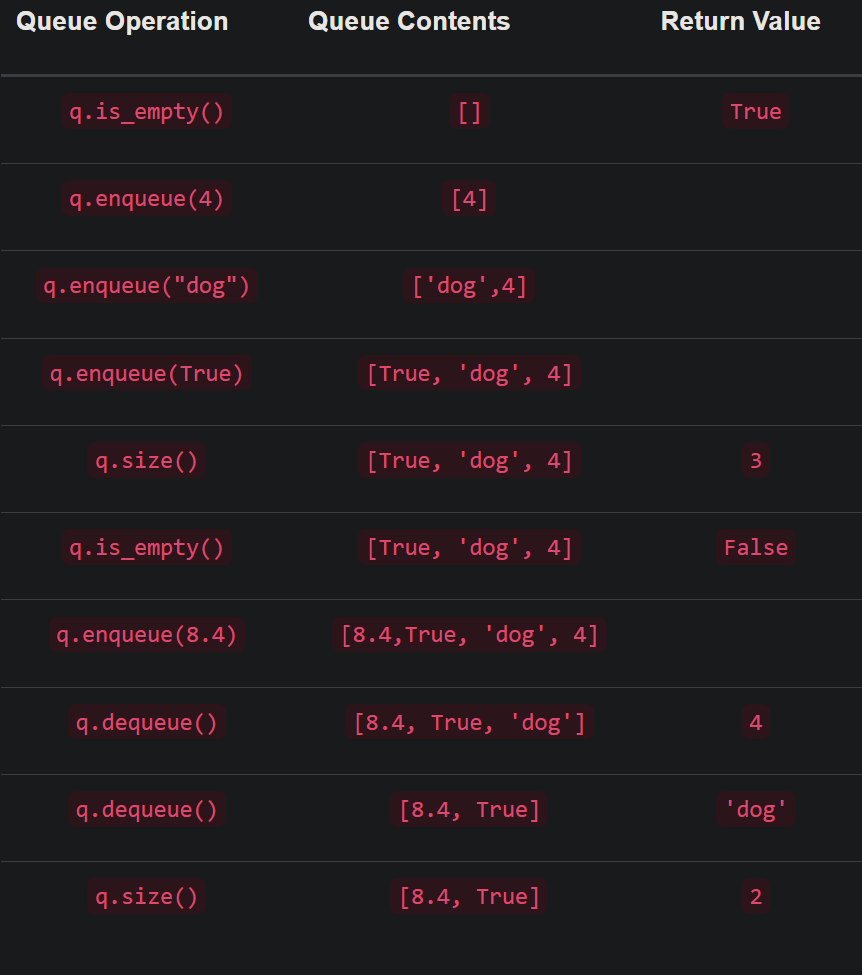 Queue Operation Queue Contents Return Value
q.is_empty() [] True
q.enqueue(4) [4]
q.enqueue("dog") ['dog',4]
q.enqueue(True) [True, 'dog', 4]
q.size() [True, 'dog', 4] 3
q.is_empty() [True, 'dog', 4] False
q.enqueue(8.4) [8.4,True, 'dog', 4]
q.dequeue() [8.4, True, 'dog'] 4
q.dequeue() [8.4, True] 'dog'
q.size() [8.4, True] 2